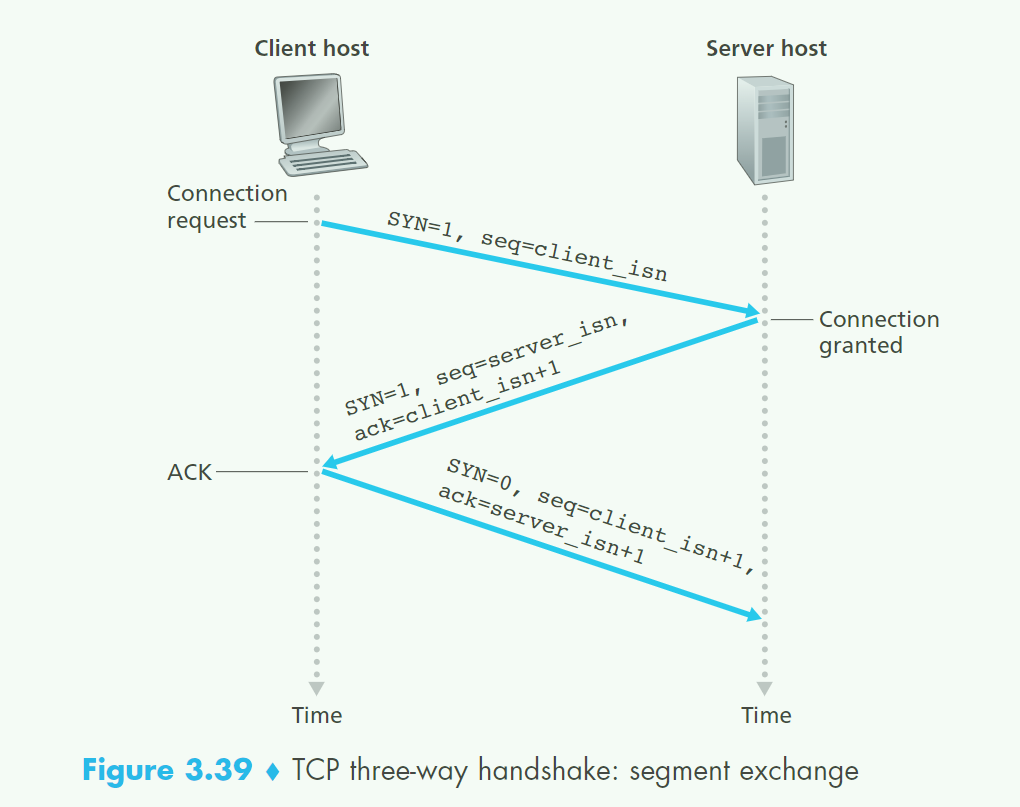 Client host
Server host
Connection
request
SYN=1, seq=client_isn
Connection
granted
SYN=1, seq=server_isn,
ack=client_isn+1
ACK
SYN=0, seq=client_isn+1,
ack=server_isn+1
Time
Time
Figure 3.39 ♦ TCP three-way handshake: segment exchange